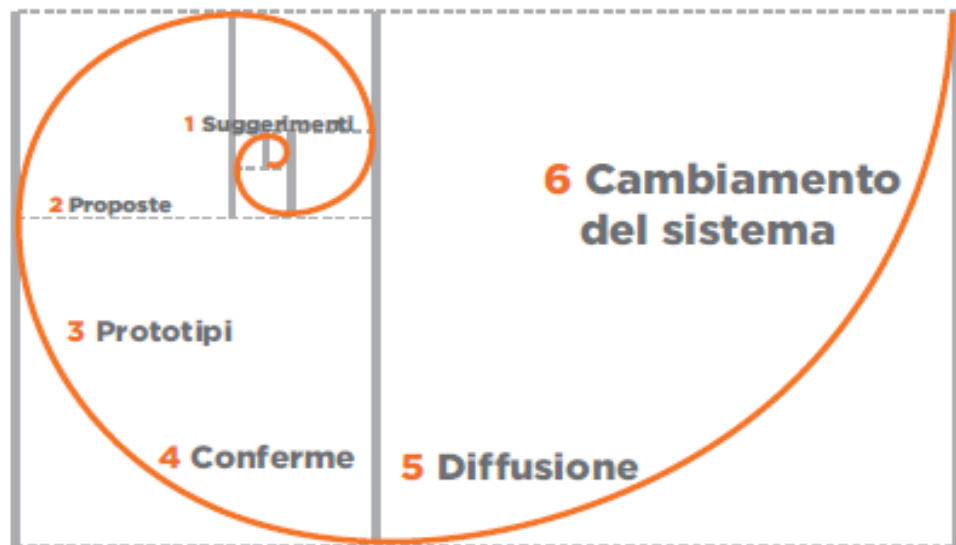 1 Suggerimenti
2 Proposte
3 Prototipi
4 Conferme
5 Diffusione
6 Cambiamento
del sistema